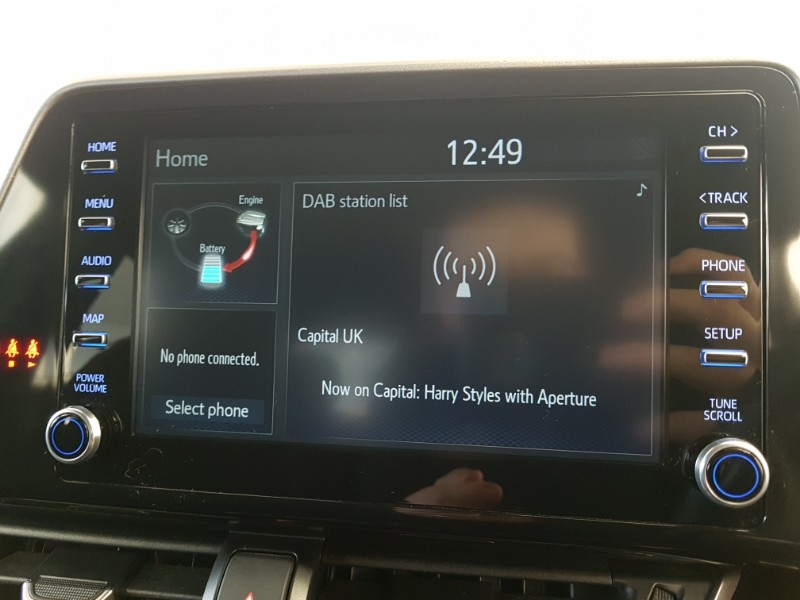 HOME
MENU
AUDIO
MAP
POWER
VOLUME
Home
12:49
Engine
Battery
No phone connected.
Select phone
DAB station list
Capital UK
Now on Capital: Harry Styles with Aperture
CH >
< TRACK
PHONE
SETUP
TUNE
SCROLL